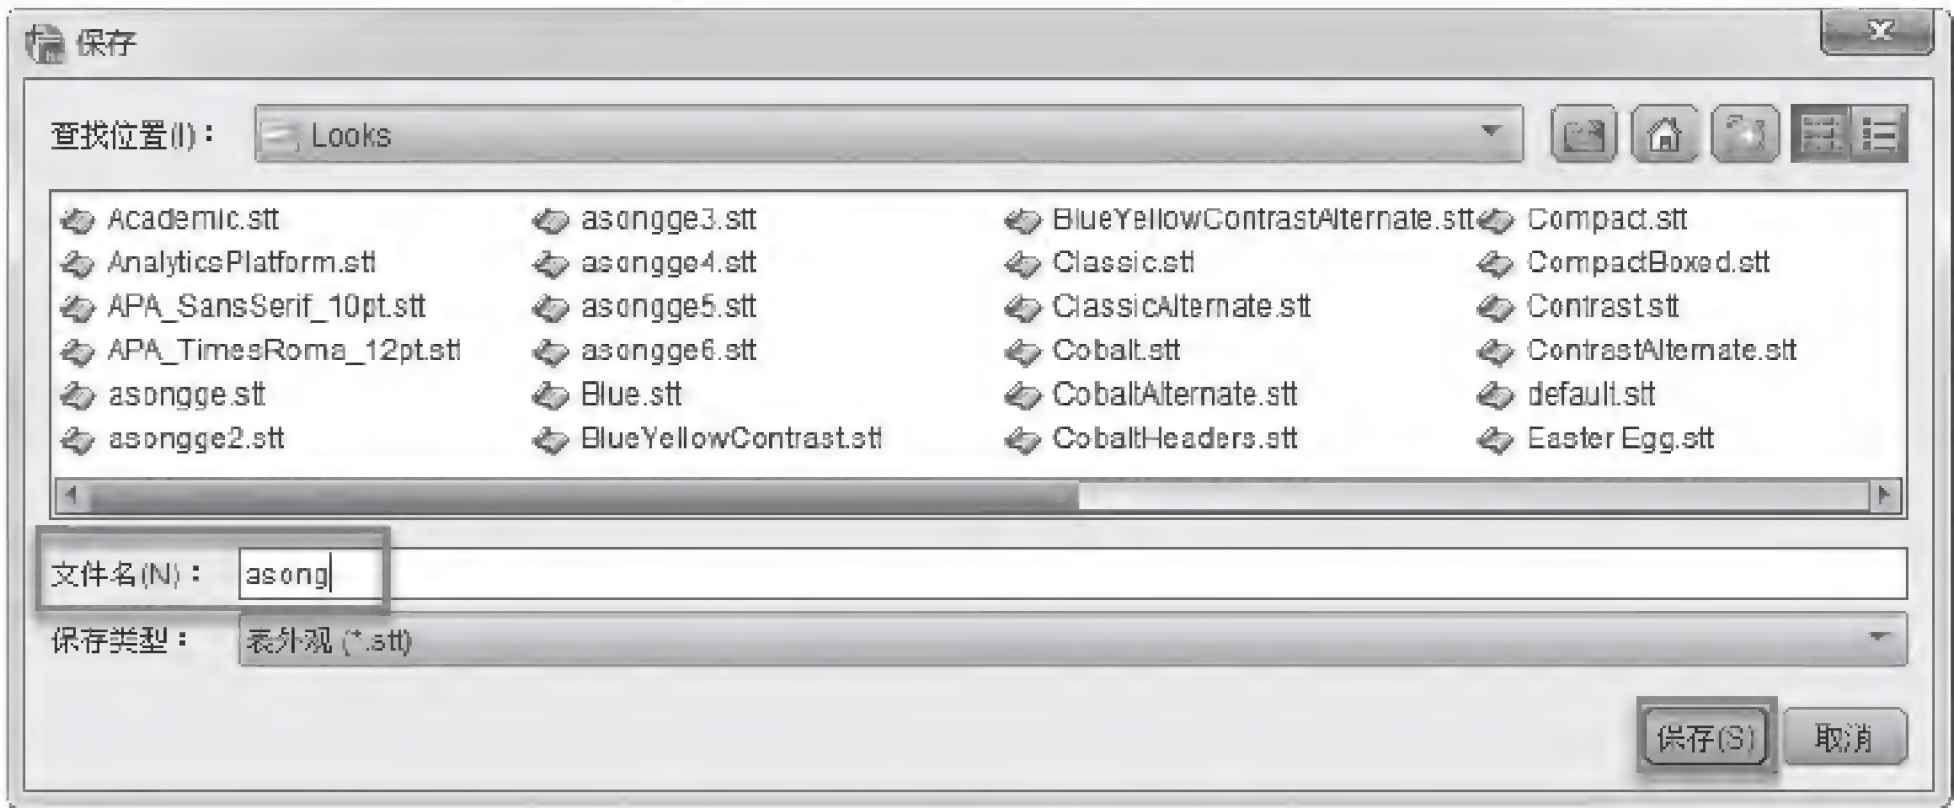 保存
查找位置(I)： Looks
Academic.stt asongge3.stt BlueYellowContrastAlternate.stt Compact.stt
AnalyticsPlatform.stt asongge4.stt Classic.stt CompactBoxed.stt
APA_SansSerif_10pt.stt asongge5.stt ClassicAlternate.stt Contrast.stt
APA_TimesRoma_12pt.stt asongge6.stt Cobalt.stt ContrastAlternate.stt
asongge.stt Blue.stt CobaltAlternate.stt default.stt
asongge2.stt BlueYellowContrast.stt CobaltHeaders.stt Easter Egg.stt
文件名(N)： asong
保存类型： 表外观 (*.stt)
保存(S) 取消